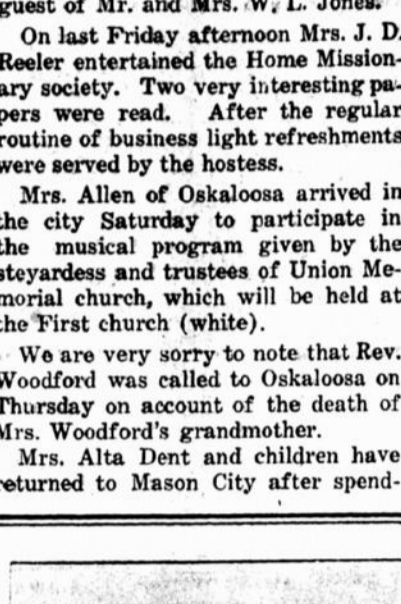 guest of Mr. and Mrs. W. L. Jones.
On last Friday afternoon Mrs. J. D.
Reeler entertained the Home Mission-
ary society. Two very interesting pa-
pers were read. After the regular
routine of business light refreshments
were served by the hostess.
Mrs. Allen of Oskaloosa arrived in
the city Saturday to participate in
the musical program given by the
steyardess and trustees of Union Me-
morial church, which will be held at
the First church (white).
We are very sorry to note that Rev.
Woodford was called to Oskaloosa on
Thursday on account of the death of
Mrs. Woodford's grandmother.
Mrs. Alta Dent and children have
returned to Mason City after spend-